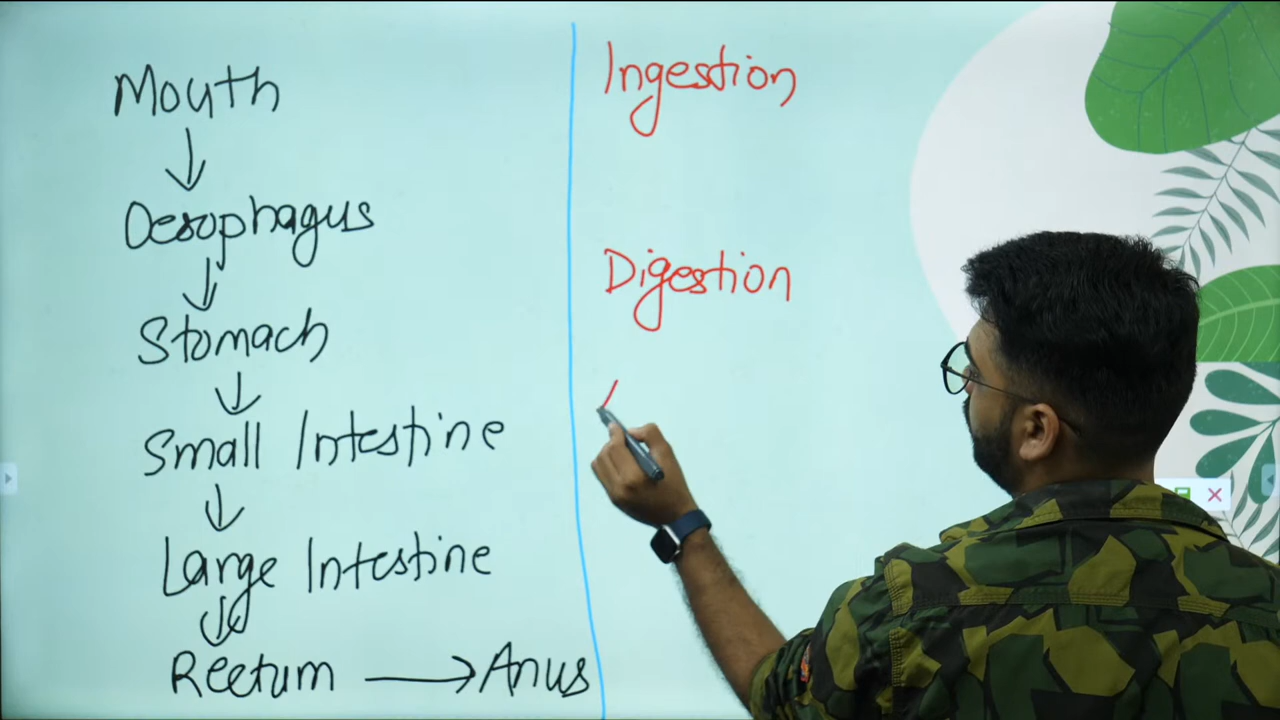 Mouth
↓
Oesophagus
↓
Stomach
↓
Small Intestine
↓
Large Intestine
↓
Rectum → Anus
Ingestion
Digestion